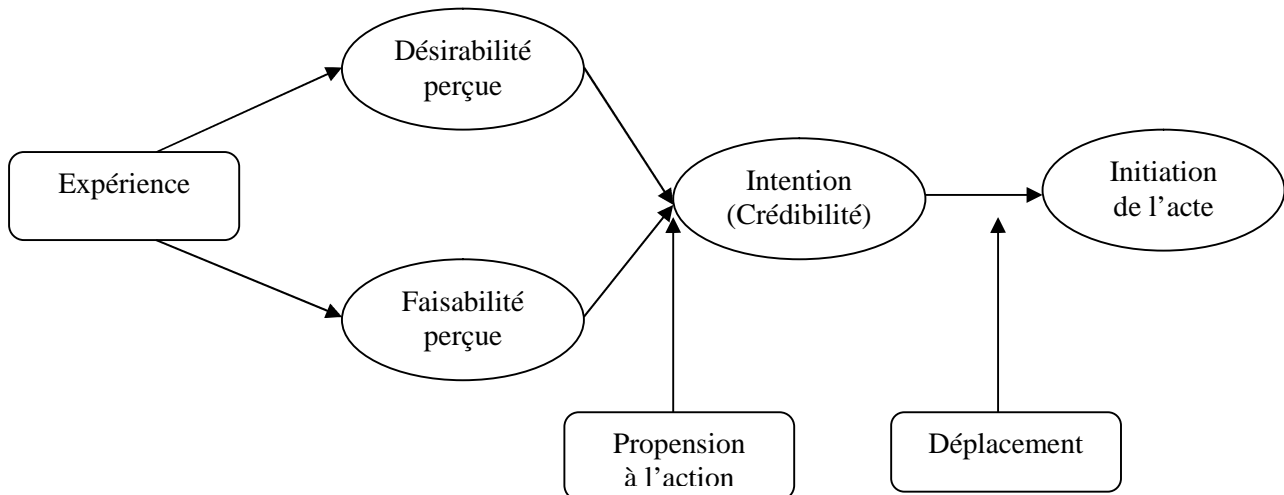 Désirabilité
perçue
Expérience
Intention
(Crédibilité)
Initiation
de l’acte
Faisabilité
perçue
Propension
à l’action
Déplacement